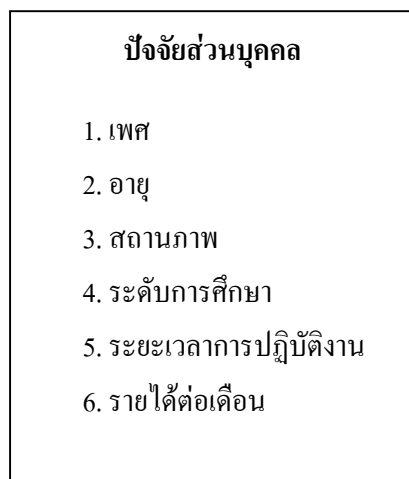 ปัจจัยส่วนบุคคล
1. เพศ
2. อายุ
3. สถานภาพ
4. ระดับการศึกษา
5. ระยะเวลาการปฏิบัติงาน
6. รายได้ต่อเดือน